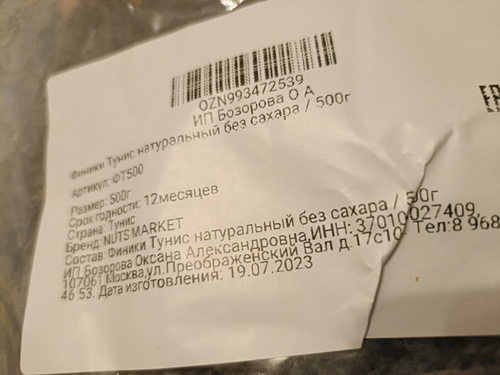 OZN993472539
ИП Бозорова О А
Финики Тунис натуральный без сахара / 500г
Артикул: ФТ500
Размер: 500г
Срок годности: 12месяцев
Страна: Тунис
Бренд: NUTS MARKET
Состав: Финики Тунис натуральный без сахара / 50г
ИП Бозорова Оксана Александровна,ИНН: 37010027409,
107061 Москва,ул.Преображенский Вал д.17с10, Тел:8 968
46 53. Дата изготовления: 19.07.2023